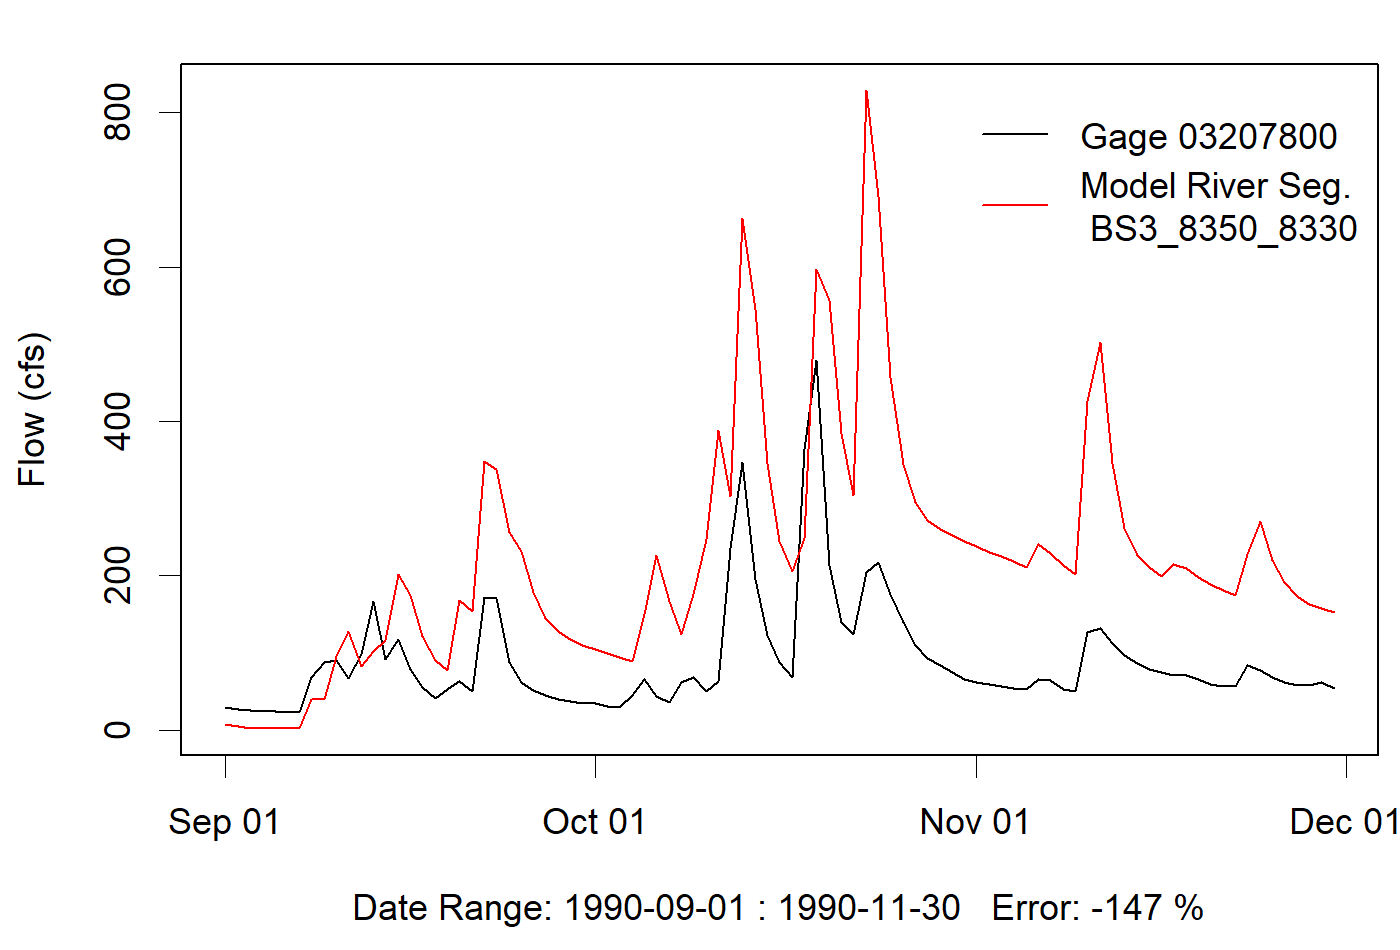 800
600
400
200
0
Flow (cfs)
Gage 03207800
Model River Seg.
BS3_8350_8330
Sep 01
Oct 01
Nov 01
Dec 01
Date Range: 1990-09-01 : 1990-11-30 Error: -147 %